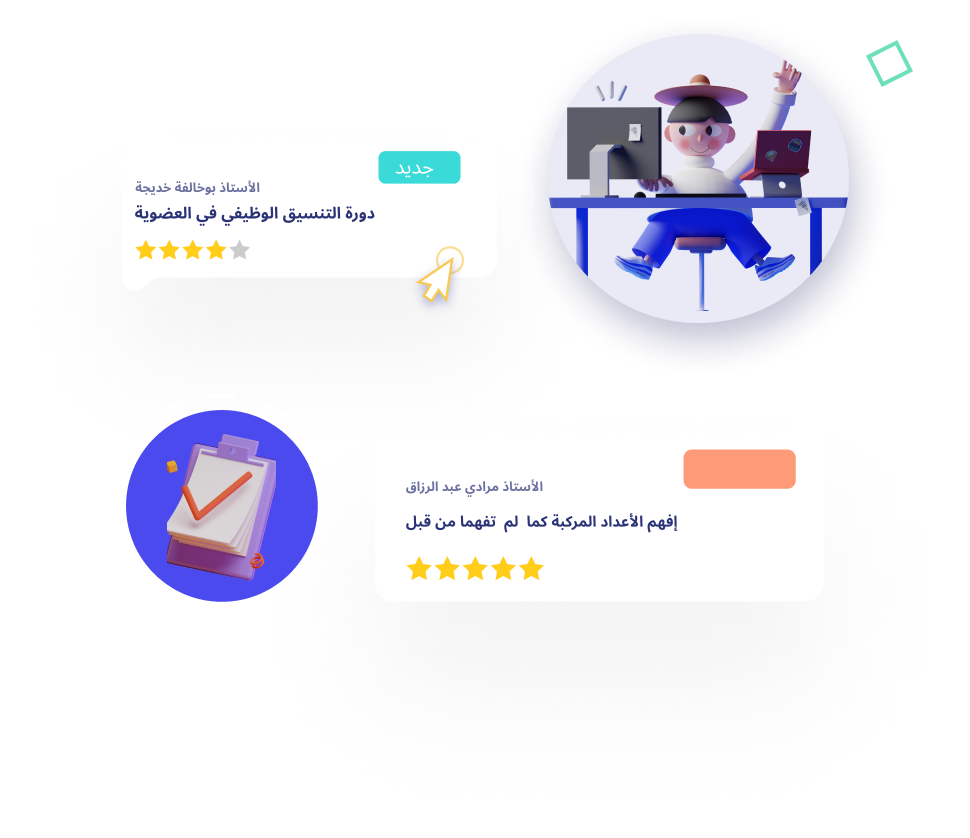 جديد
الأستاذ بوخالفة خديجة
دورة التنسيق الوظيفي في العضوية
الأستاذ مرادي عبد الرزاق
إفهم الأعداد المركبة كما لم تفهما من قبل